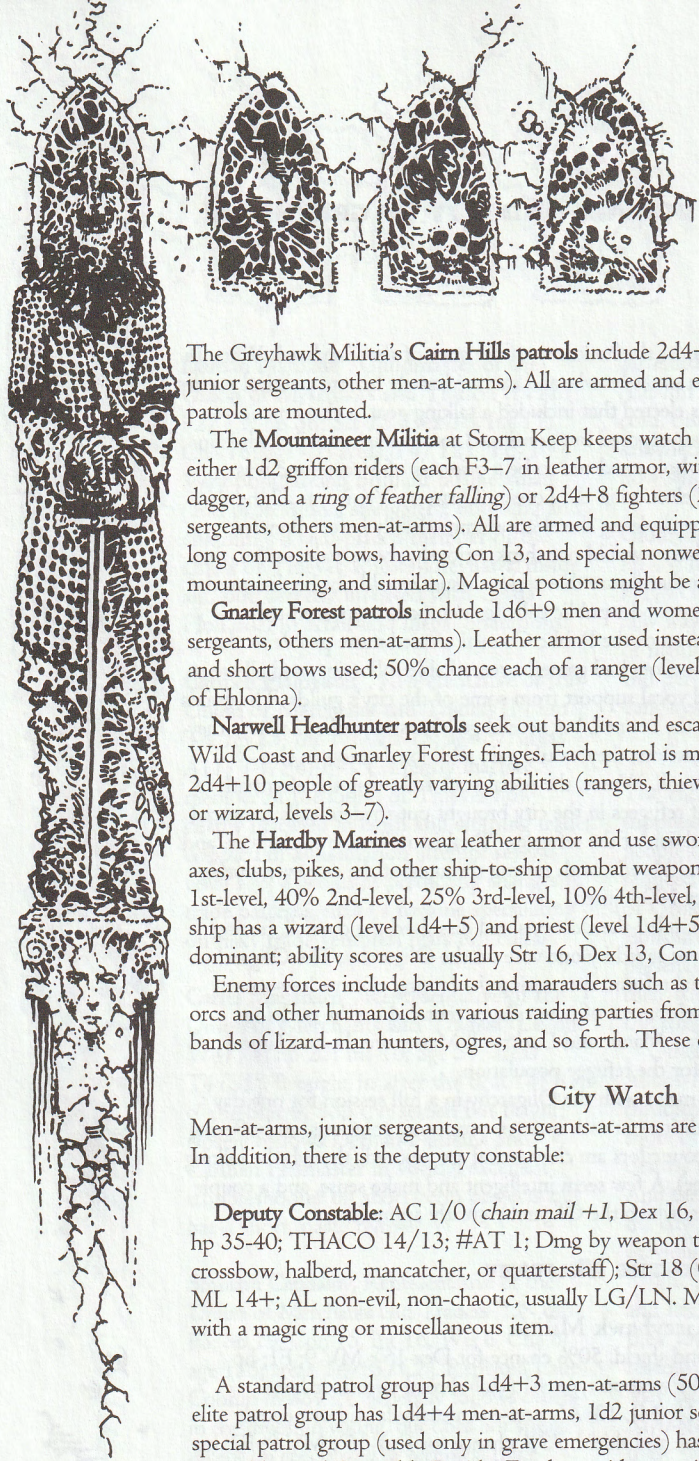 The Greyhawk Militia's Cairn Hills patrols include 2d4-
junior sergeants, other men-at-arms). All are armed and e
patrols are mounted.
The Mountaineer Militia at Storm Keep keeps watch
either 1d2 griffon riders (each F3–7 in leather armor, wi
dagger, and a ring of feather falling) or 2d4+8 fighters (
sergeants, others men-at-arms). All are armed and equipp
long composite bows, having Con 13, and special nonwe
mountaineering, and similar). Magical potions might be a
Gnarley Forest patrols include 1d6+9 men and wome
sergeants, others men-at-arms). Leather armor used instea
and short bows used; 50% chance each of a ranger (level
of Ehlonna).
Narwell Headhunter patrols seek out bandits and esca
Wild Coast and Gnarley Forest fringes. Each patrol is m
2d4+10 people of greatly varying abilities (rangers, thiev
or wizard, levels 3–7).
The Hardby Marines wear leather armor and use swor
axes, clubs, pikes, and other ship-to-ship combat weapon
1st-level, 40% 2nd-level, 25% 3rd-level, 10% 4th-level,
ship has a wizard (level 1d4+5) and priest (level 1d4+5
dominant; ability scores are usually Str 16, Dex 13, Con
Enemy forces include bandits and marauders such as t
orcs and other humanoids in various raiding parties from
bands of lizard-man hunters, ogres, and so forth. These
City Watch
Men-at-arms, junior sergeants, and sergeants-at-arms are
In addition, there is the deputy constable:
Deputy Constable: AC 1/0 (chain mail +1, Dex 16,
hp 35-40; THACO 14/13; #AT 1; Dmg by weapon t
crossbow, halberd, mancatcher, or quarterstaff); Str 18 (
ML 14+; AL non-evil, non-chaotic, usually LG/LN. M
with a magic ring or miscellaneous item.
A standard patrol group has 1d4+3 men-at-arms (50
elite patrol group has 1d4+4 men-at-arms, 1d2 junior s
special patrol group (used only in grave emergencies) has